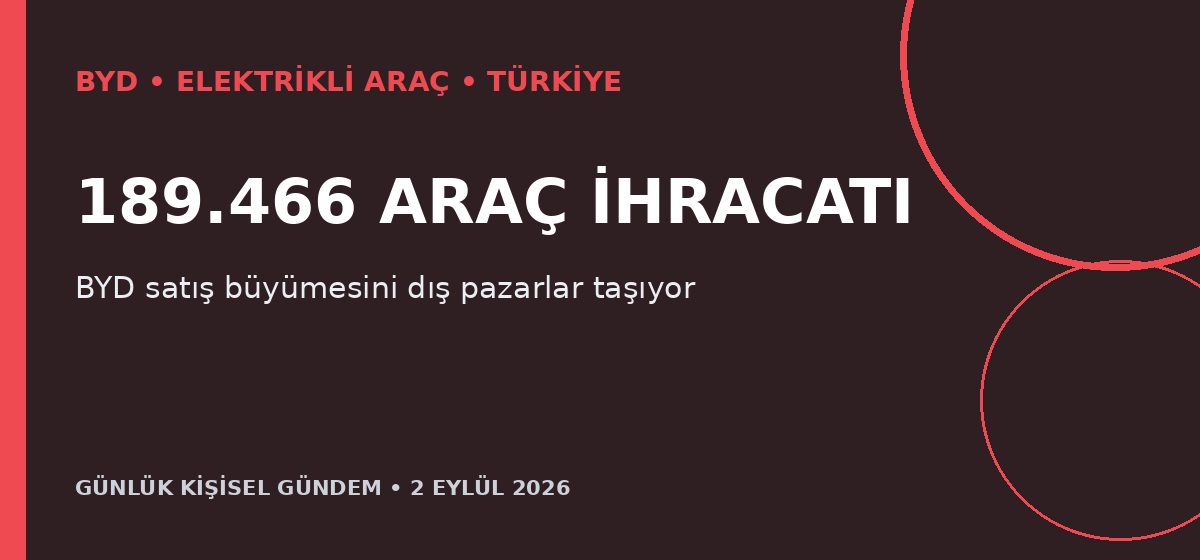 BYD • ELEKTRİKLİ ARAÇ • TÜRKİYE
189.466 ARAÇ İHRACATI
BYD satış büyümesini dış pazarlar taşıyor
GÜNLÜK KİŞİSEL GÜNDEM • 2 EYLÜL 2026